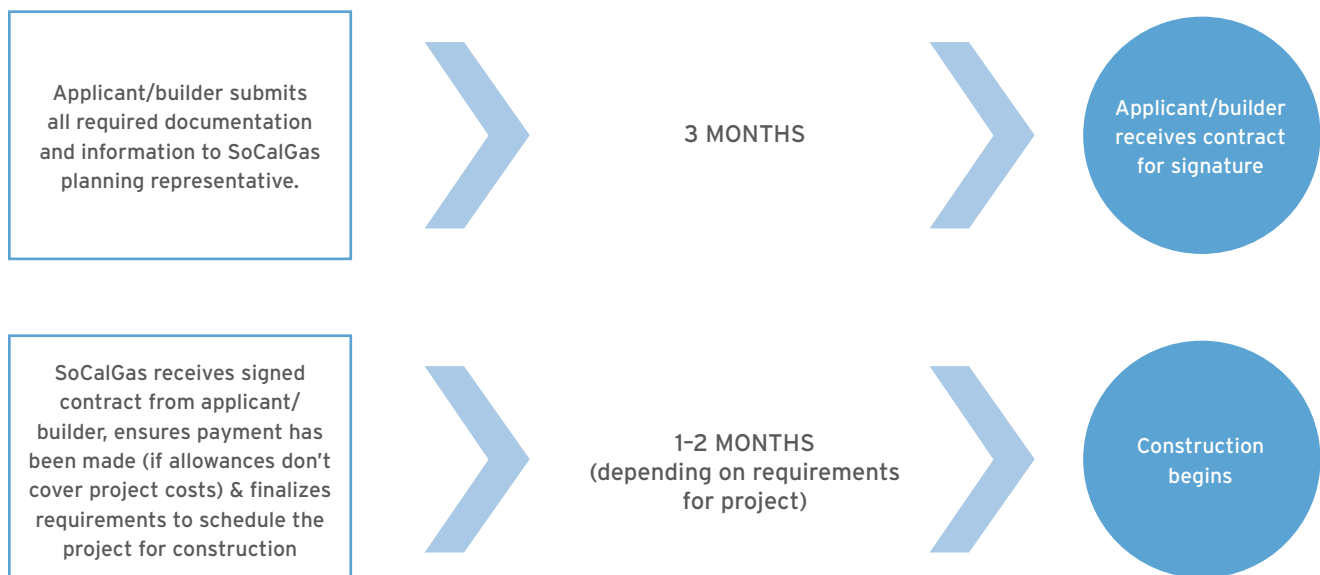 Applicant/builder submits
all required documentation
and information to SoCalGas
planning representative.
3 MONTHS
Applicant/builder
receives contract
for signature
SoCalGas receives signed
contract from applicant/
builder, ensures payment has
been made (if allowances don't
cover project costs) & finalizes
requirements to schedule the
project for construction
1–2 MONTHS
(depending on requirements
for project)
Construction
begins